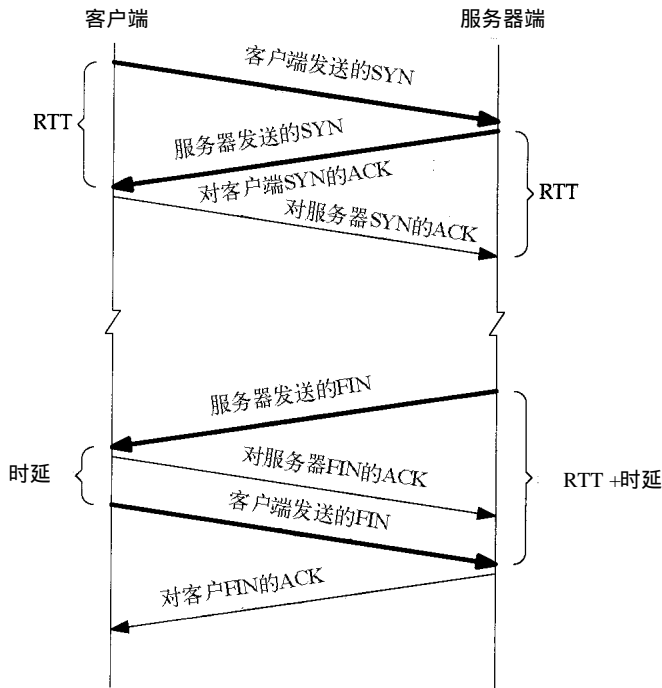 客户端
服务器端
客户端发送的SYN
RTT
服务器发送的SYN
对客户端SYN的ACK
RTT
对服务器SYN的ACK
服务器发送的FIN
对服务器FIN的ACK
时延
RTT +时延
客户端发送的FIN
对客户FIN的ACK